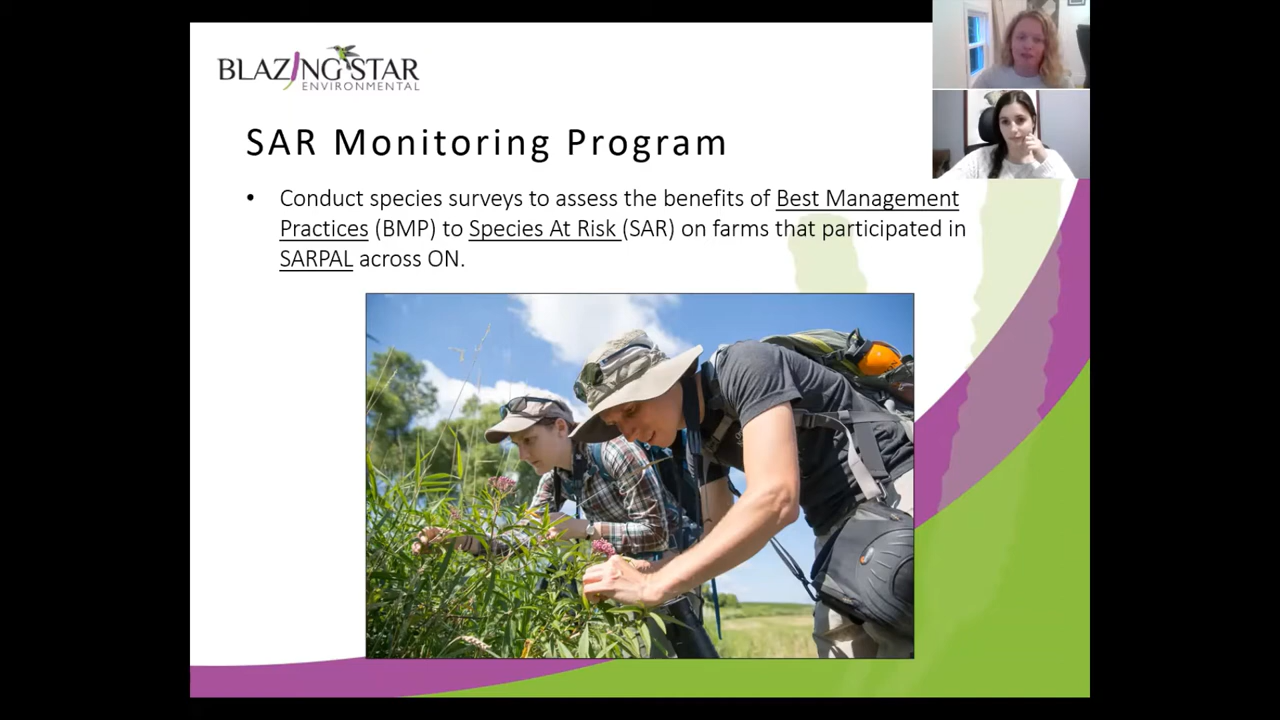 BLAZING STAR
ENVIRONMENTAL
SAR Monitoring Program
• Conduct species surveys to assess the benefits of Best Management
Practices (BMP) to Species At Risk (SAR) on farms that participated in
SARPAL across ON.